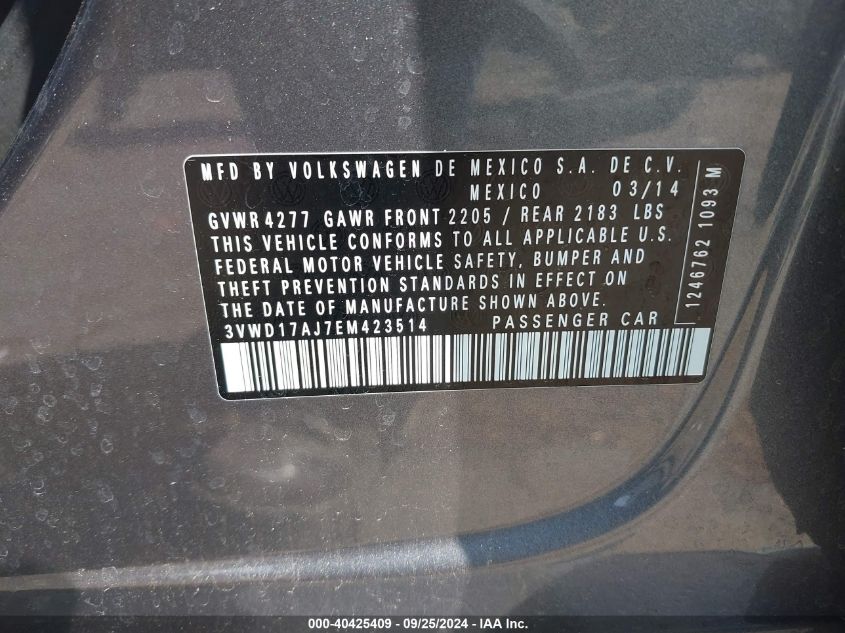 MFD BY VOLKSWAGEN DE MEXICO S.A. DE C.V.
MEXICO 03/14
GVWR 4277 GAWR FRONT 2205 / REAR 2183 LBS
THIS VEHICLE CONFORMS TO ALL APPLICABLE U.S.
FEDERAL MOTOR VEHICLE SAFETY, BUMPER AND
THEFT PREVENTION STANDARDS IN EFFECT ON
THE DATE OF MANUFACTURE SHOWN ABOVE.
3VWD17AJ7EM423514 PASSENGER CAR
1246762 1093 M
000-40425409 - 09/25/2024 - IAA Inc.